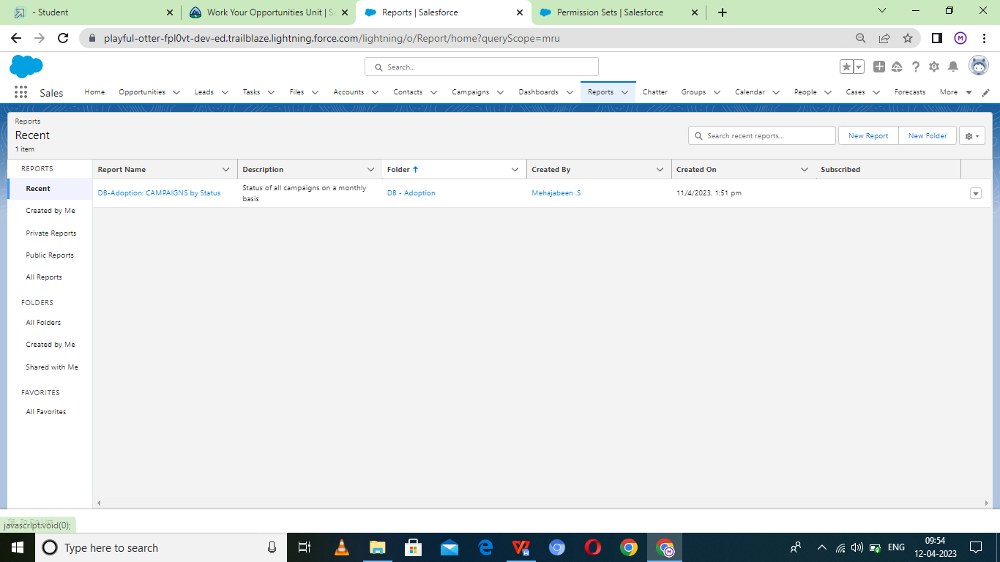 - Student
Work Your Opportunities Unit | S
Reports | Salesforce
Permission Sets | Salesforce
playful-otter-fpl0vt-dev-ed.trailblaze.lightning.force.com/lightning/o/Report/home?queryScope=mru
M
Search...
Sales
Home
Opportunities
Leads
Tasks
Files
Accounts
Contacts
Campaigns
Dashboards
Reports
Chatter
Groups
Calendar
People
Cases
Forecasts
More
Reports
Recent
1 item
Search recent reports...
New Report
New Folder
REPORTS
Recent
Created by Me
Private Reports
Public Reports
All Reports
FOLDERS
All Folders
Created by Me
Shared with Me
FAVORITES
All Favorites
Report Name
Description
Folder
Created By
Created On
Subscribed
DB-Adoption: CAMPAIGNS by Status
Status of all campaigns on a monthly
basis
DB - Adoption
Mehajabeen .S
11/4/2023, 1:51 pm
To Do List
javascript:void(0);
Type here to search
ENG
09:54
12-04-2023